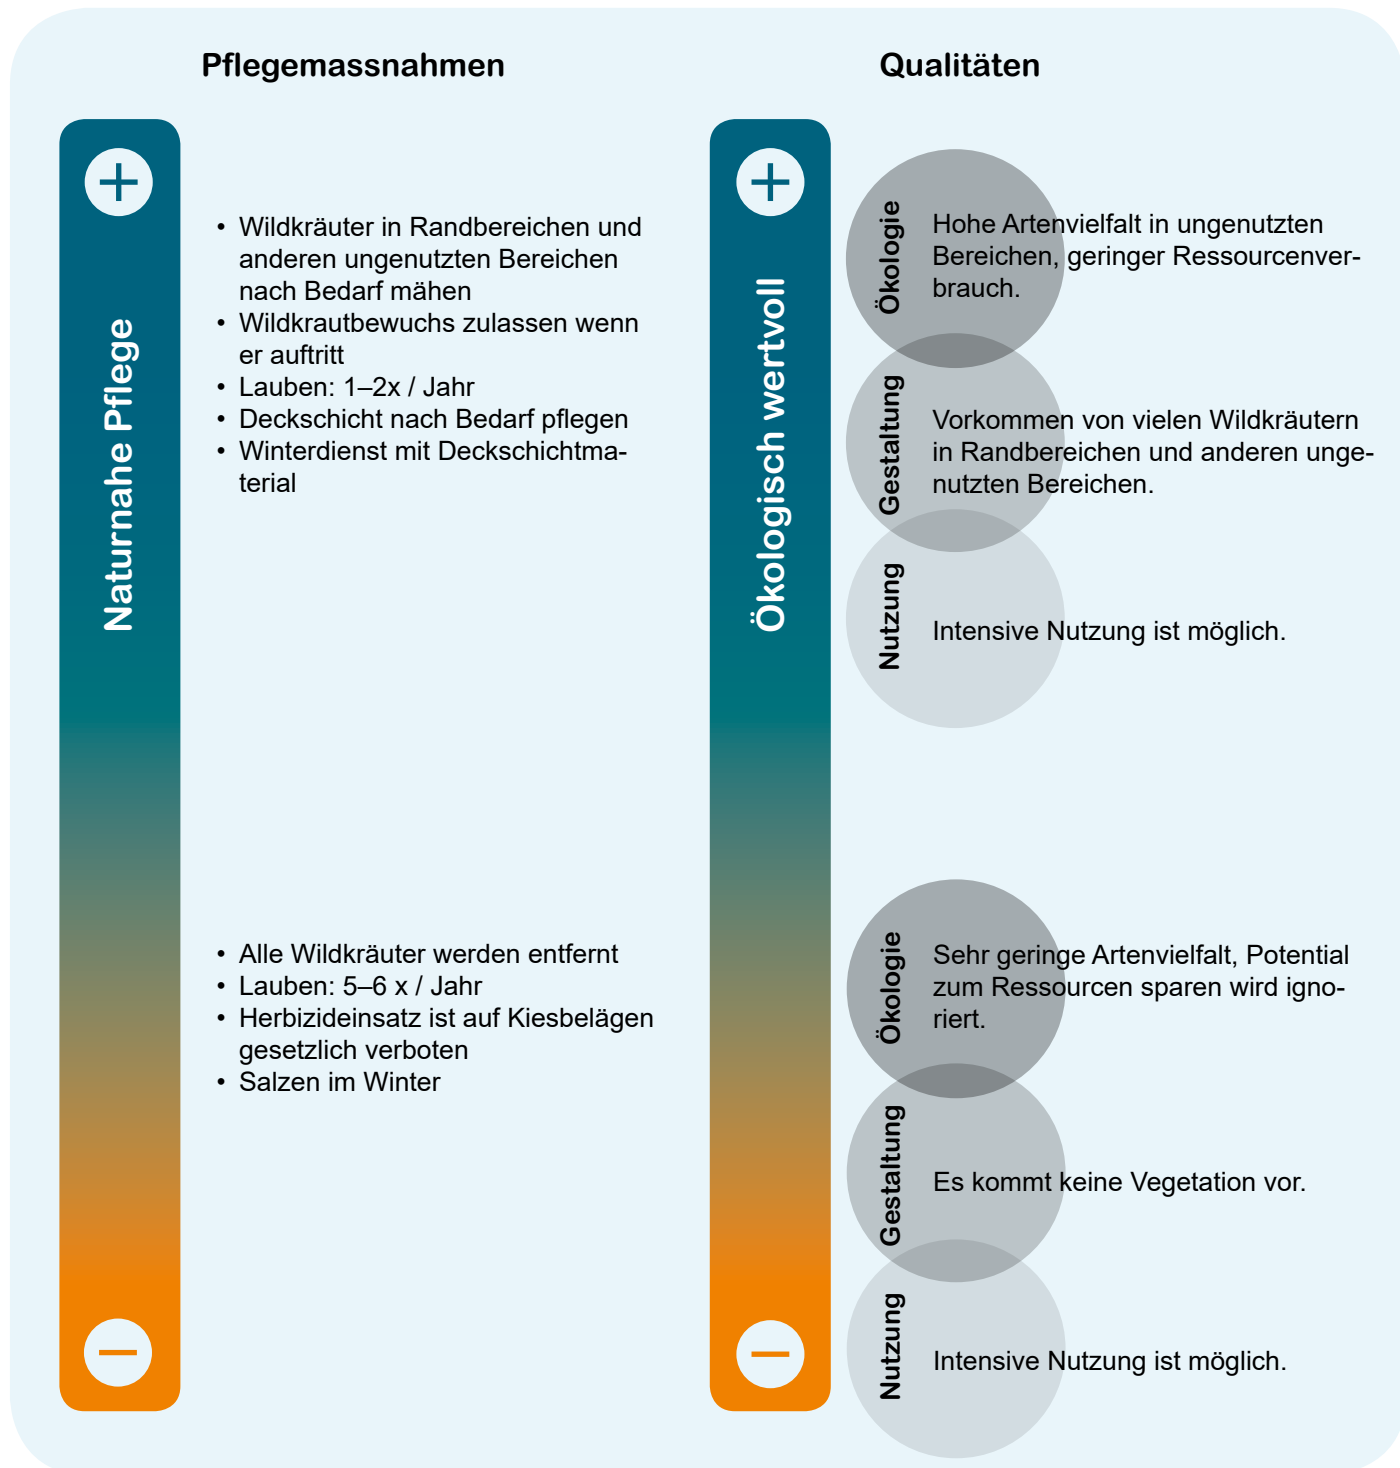 Pflegemassnahmen
Naturnahe Pflege
• Wildkräuter in Randbereichen und
anderen ungenutzten Bereichen
nach Bedarf mähen
• Wildkrautbewuchs zulassen wenn
er auftritt
• Lauben: 1–2x / Jahr
• Deckschicht nach Bedarf pflegen
• Winterdienst mit Deckschichtma-
terial
• Alle Wildkräuter werden entfernt
• Lauben: 5–6 x / Jahr
• Herbizideinsatz ist auf Kiesbelägen
gesetzlich verboten
• Salzen im Winter
Qualitäten
Ökologisch wertvoll
Ökologie
Hohe Artenvielfalt in ungenutzten
Bereichen, geringer Ressourcenver-
brauch.
Gestaltung
Vorkommen von vielen Wildkräutern
in Randbereichen und anderen unge-
nutzten Bereichen.
Nutzung
Intensive Nutzung ist möglich.
Ökologie
Sehr geringe Artenvielfalt, Potential
zum Ressourcen sparen wird igno-
riert.
Gestaltung
Es kommt keine Vegetation vor.
Nutzung
Intensive Nutzung ist möglich.